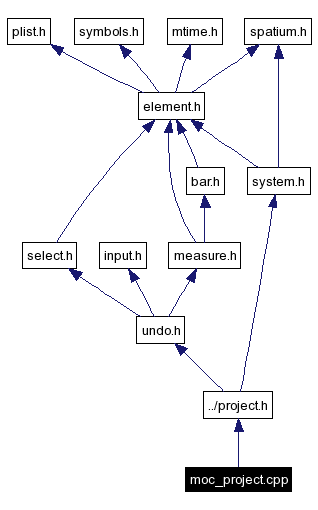 plist.h
symbols.h
mtime.h
spatium.h
element.h
bar.h
system.h
select.h
input.h
measure.h
undo.h
../project.h
moc_project.cpp